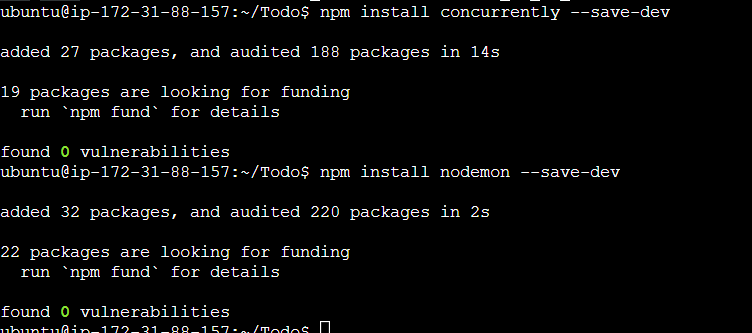 ubuntu@ip-172-31-88-157:~/Todo$ npm install concurrently --save-dev
added 27 packages, and audited 188 packages in 14s
19 packages are looking for funding
run `npm fund` for details
found 0 vulnerabilities
ubuntu@ip-172-31-88-157:~/Todo$ npm install nodemon --save-dev
added 32 packages, and audited 220 packages in 2s
22 packages are looking for funding
run `npm fund` for details
found 0 vulnerabilities
ubuntu@ip-172-31-88-157:~/Todo$